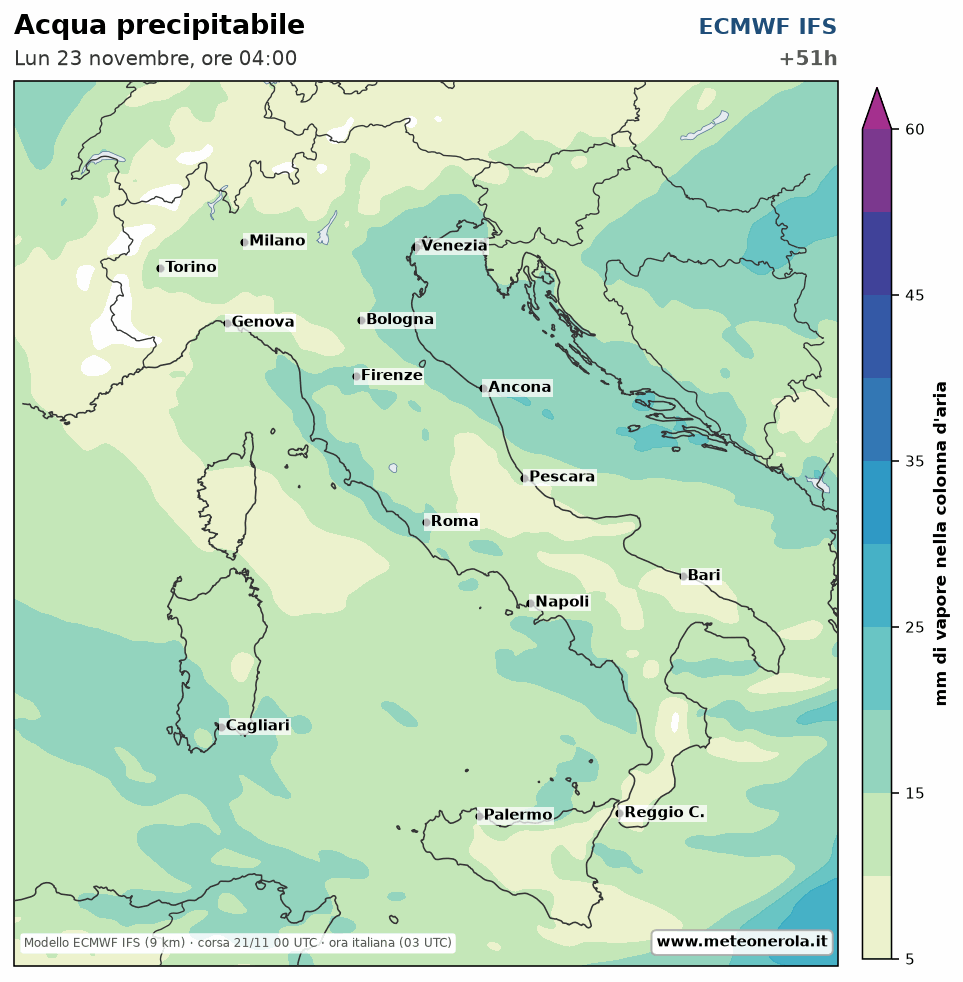 Acqua precipitabile
ECMWF IFS
Lun 23 novembre, ore 04:00
+51h
60
45
35
25
15
5
mm di vapore nella colonna d'aria
Milano
Venezia
Torino
Genova
Bologna
Firenze
Ancona
Pescara
Roma
Bari
Napoli
Cagliari
Palermo
Reggio C.
Modello ECMWF IFS (9 km) · corsa 21/11 00 UTC · ora italiana (03 UTC)
www.meteonerola.it